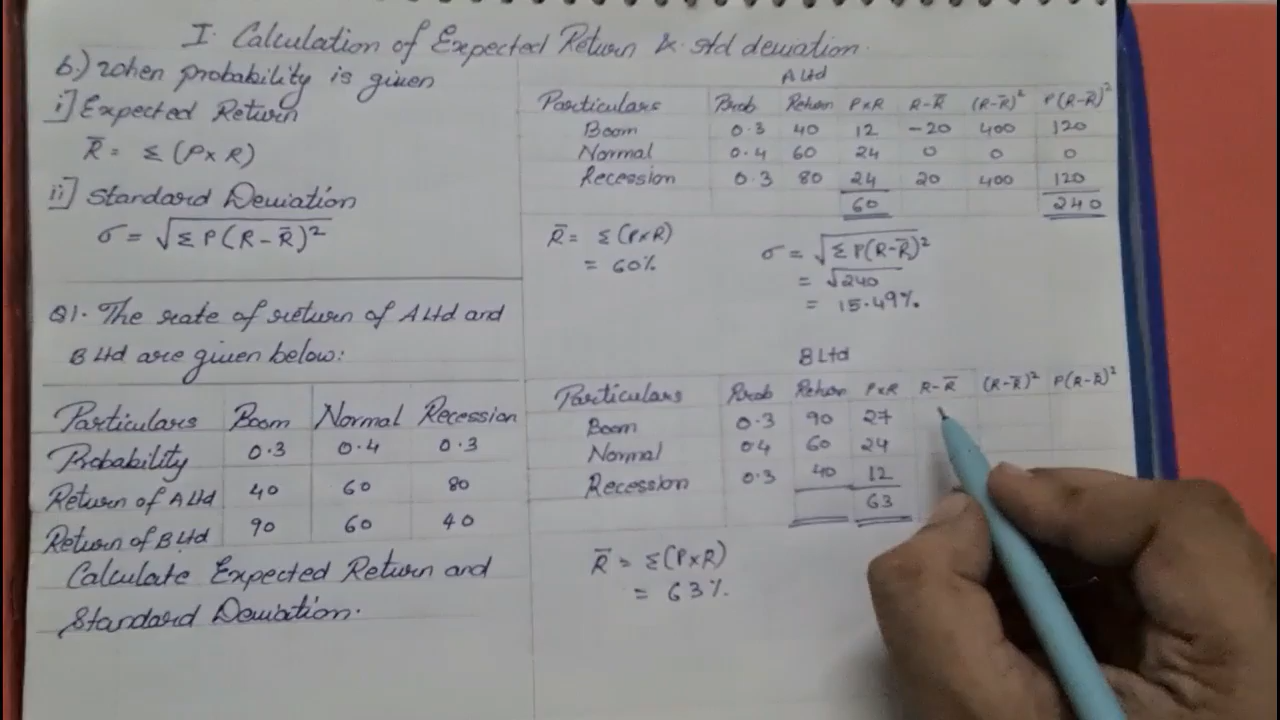 I. Calculation of Expected Return & std deviation.
b.) When probability is given
i] Expected Return
R̅ = Σ (P x R)
ii] Standard Deviation
σ = √Σ P(R-R̅)²
Q1. The rate of return of A Ltd and
B Ltd are given below:
Particulars Boom Normal Recession
Probability 0.3 0.4 0.3
Return of A Ltd 40 60 80
Return of B Ltd 90 60 40
Calculate Expected Return and
Standard Deviation.
A Ltd
Particulars Prob Return PxR R-R̅ (R-R̅)² P(R-R̅)²
Boom 0.3 40 12 -20 400 120
Normal 0.4 60 24 0 0 0
Recession 0.3 80 24 20 400 120
60 240
R̅ = Σ(PxR)
= 60%
σ = √Σ P(R-R̅)²
= √240
= 15.49%
B Ltd
Particulars Prob Return PxR R-R̅ (R-R̅)² P(R-R̅)²
Boom 0.3 90 27
Normal 0.4 60 24
Recession 0.3 40 12
63
R̅ = Σ(PxR)
= 63%